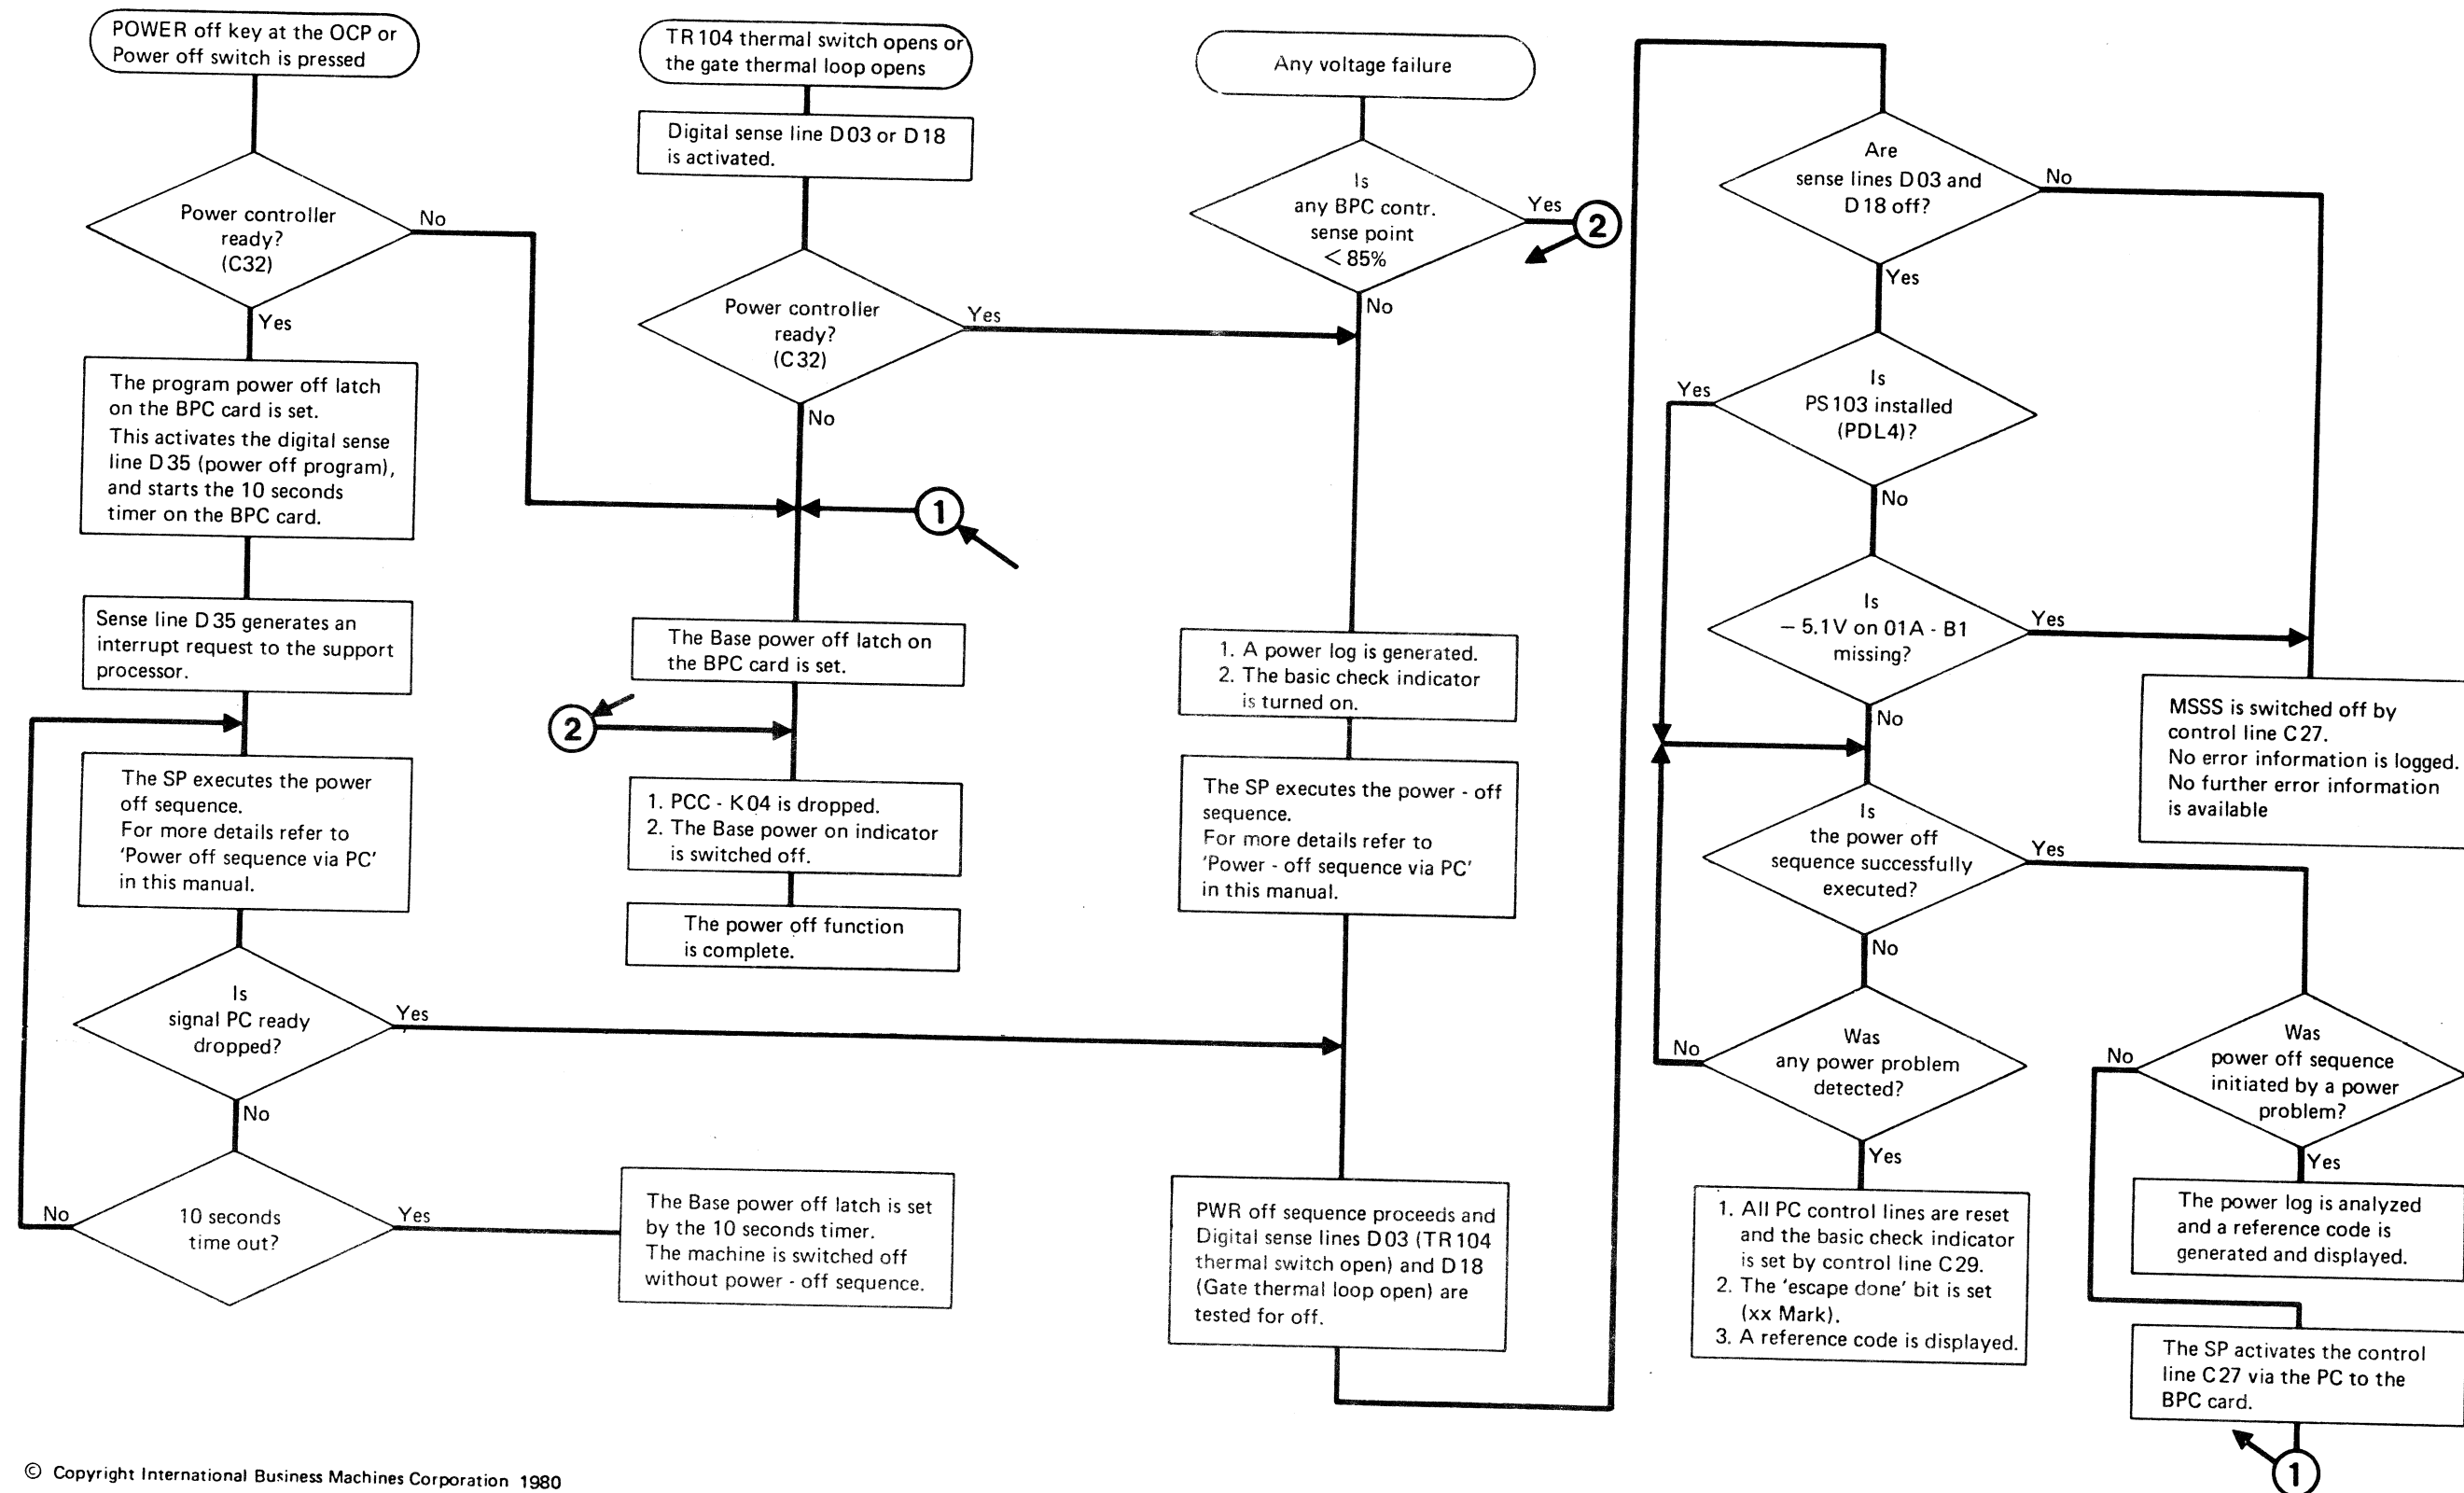 POWER off key at the OCP or
Power off switch is pressed
Power controller
ready?
(C32)
No
Yes
The program power off latch
on the BPC card is set.
This activates the digital sense
line D35 (power off program),
and starts the 10 seconds
timer on the BPC card.
Sense line D35 generates an
interrupt request to the support
processor.
The SP executes the power
off sequence.
For more details refer to
'Power off sequence via PC'
in this manual.
Is
signal PC ready
dropped?
Yes
No
10 seconds
time out?
No
Yes
The Base power off latch is set
by the 10 seconds timer.
The machine is switched off
without power - off sequence.
TR104 thermal switch opens or
the gate thermal loop opens
Digital sense line D03 or D18
is activated.
Power controller
ready?
(C32)
Yes
No
1
The Base power off latch on
the BPC card is set.
2
1. PCC - K04 is dropped.
2. The Base power on indicator
is switched off.
The power off function
is complete.
Any voltage failure
Is
any BPC contr.
sense point
< 85%
Yes
2
No
1. A power log is generated.
2. The basic check indicator
is turned on.
The SP executes the power - off
sequence.
For more details refer to
'Power - off sequence via PC'
in this manual.
PWR off sequence proceeds and
Digital sense lines D03 (TR104
thermal switch open) and D18
(Gate thermal loop open) are
tested for off.
Are
sense lines D03 and
D18 off?
No
Yes
Is
PS103 installed
(PDL4)?
Yes
No
Is
– 5.1V on 01A - B1
missing?
Yes
No
MSSS is switched off by
control line C27.
No error information is logged.
No further error information
is available
Is
the power off
sequence successfully
executed?
Yes
No
Was
any power problem
detected?
No
Yes
1. All PC control lines are reset
and the basic check indicator
is set by control line C29.
2. The 'escape done' bit is set
(xx Mark).
3. A reference code is displayed.
Was
power off sequence
initiated by a power
problem?
No
Yes
The power log is analyzed
and a reference code is
generated and displayed.
The SP activates the control
line C27 via the PC to the
BPC card.
1
© Copyright International Business Machines Corporation 1980